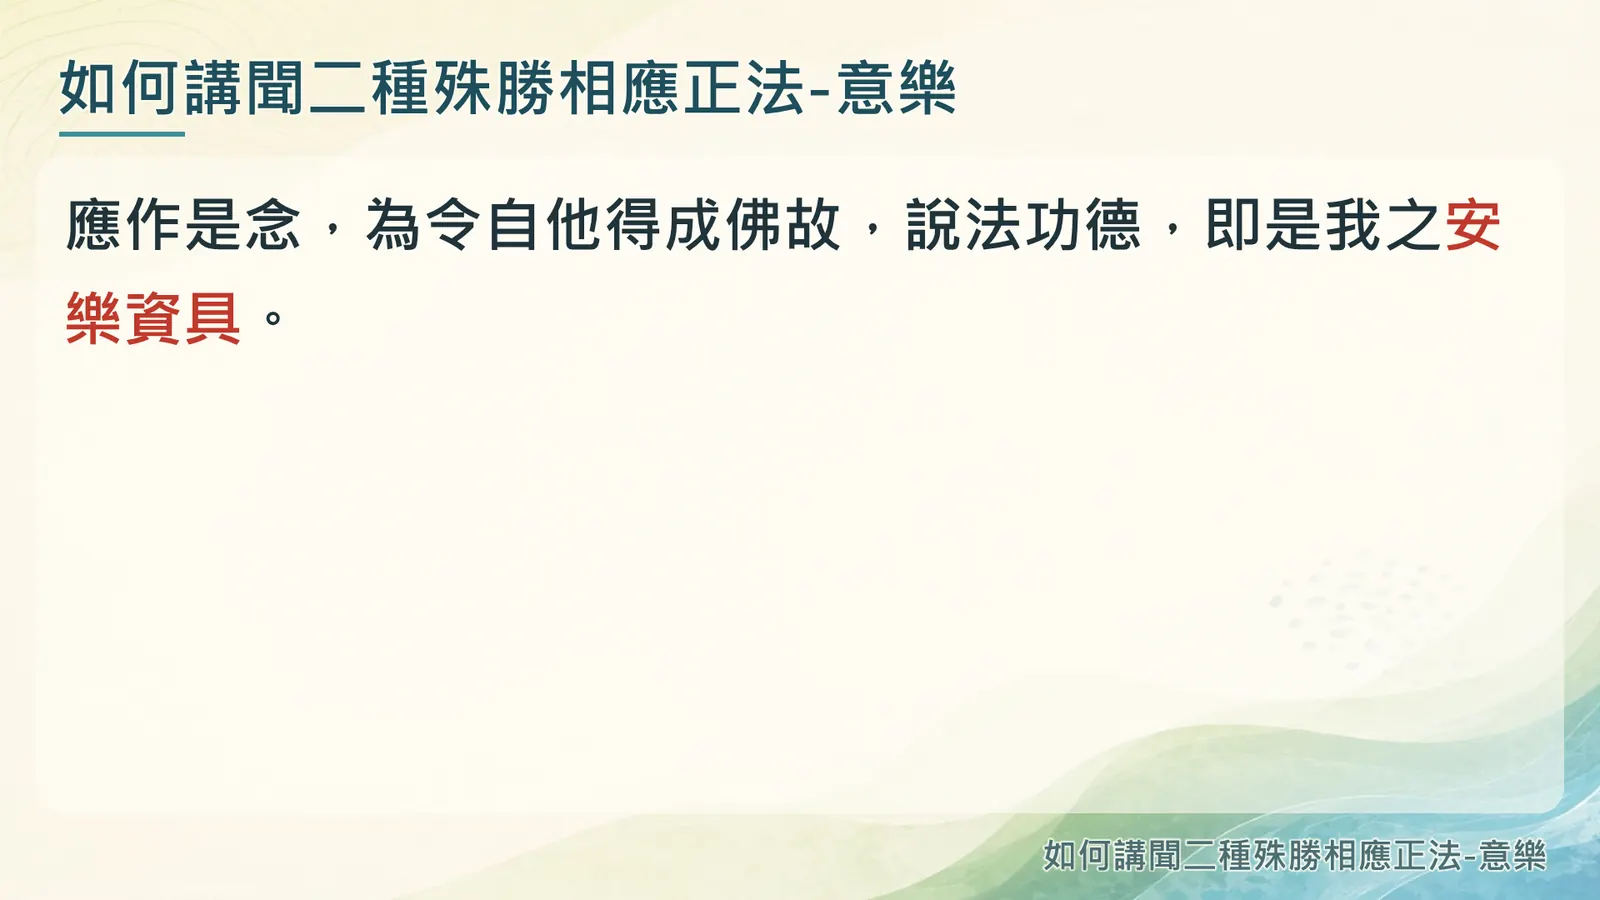 如何講聞二種殊勝相應正法-意樂
應作是念，為令自他得成佛故，說法功德，即是我之安
樂資具。
如何講聞二種殊勝相應正法-意樂